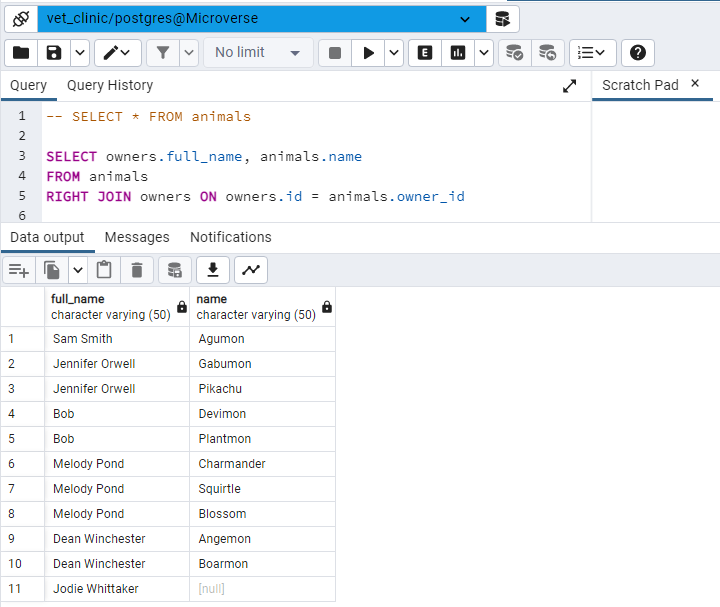 vet_clinic/postgres@Microverse
No limit
E
Query Query History
Scratch Pad ×
1 -- SELECT * FROM animals
2
3 SELECT owners.full_name, animals.name
4 FROM animals
5 RIGHT JOIN owners ON owners.id = animals.owner_id
6
Data output Messages Notifications
full_name name
character varying (50) character varying (50)
1 Sam Smith Agumon
2 Jennifer Orwell Gabumon
3 Jennifer Orwell Pikachu
4 Bob Devimon
5 Bob Plantmon
6 Melody Pond Charmander
7 Melody Pond Squirtle
8 Melody Pond Blossom
9 Dean Winchester Angemon
10 Dean Winchester Boarmon
11 Jodie Whittaker [null]